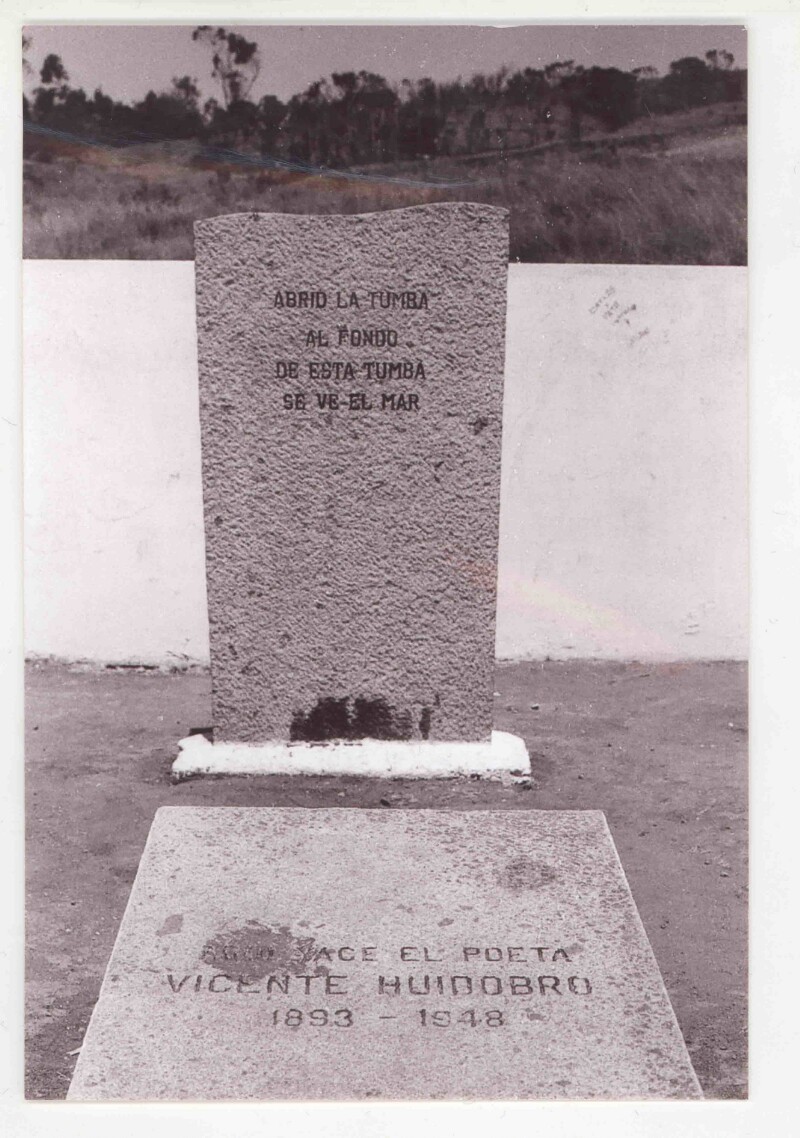 ABRID LA TUMBA
AL FONDO
DE ESTA TUMBA
SE VE EL MAR
AQUI YACE EL POETA
VICENTE HUIDOBRO
1893 - 1948